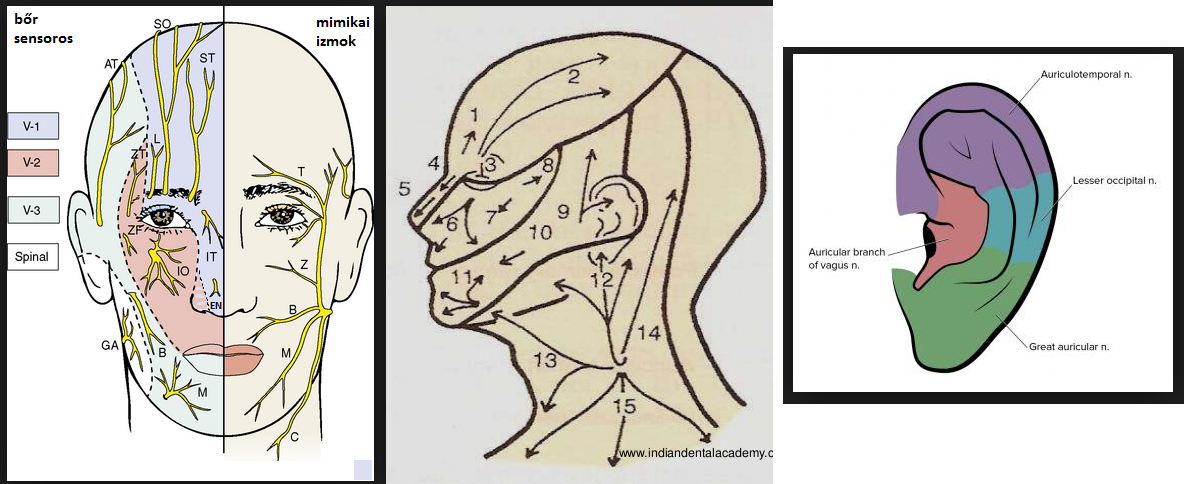 bőr
sensoros
mimikai
izmok
SO
ST
AT
V-1
V-2
V-3
Spinal
L
ZT
T
ZF
IT
IO
Z
EN
B
GA
B
M
M
C
1
2
3
4
5
6
7
8
9
10
11
12
13
14
15
www.indiandentalacademy.c
Auriculotemporal n.
Lesser occipital n.
Auricular branch
of vagus n.
Great auricular n.